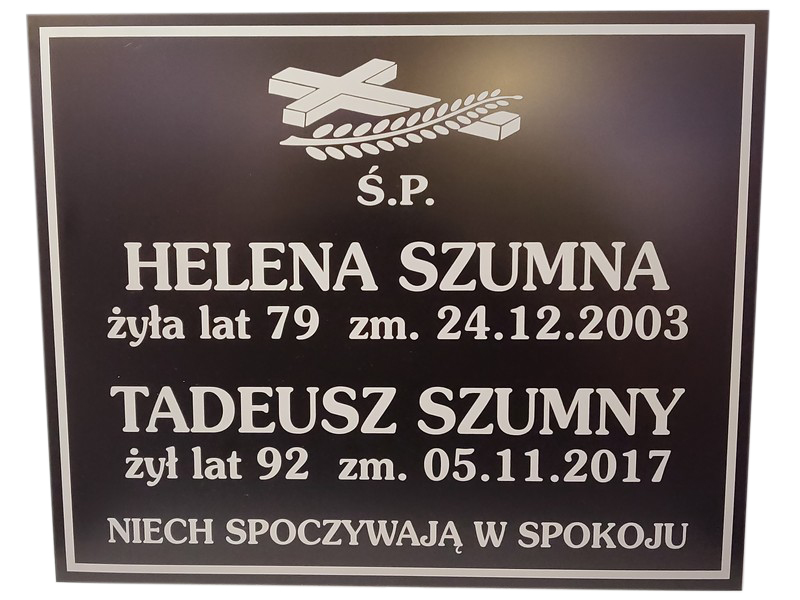 Ś.P.
HELENA SZUMNA
żyła lat 79 zm. 24.12.2003
TADEUSZ SZUMNY
żył lat 92 zm. 05.11.2017
NIECH SPOCZYWAJĄ W SPOKOJU